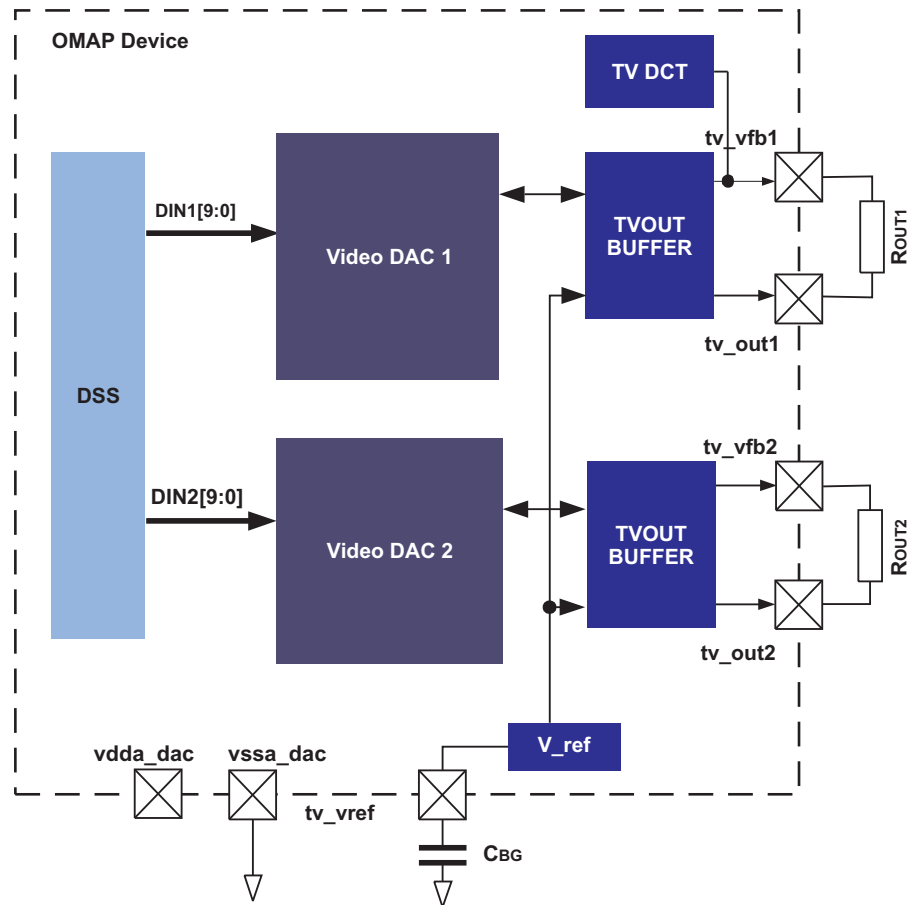 OMAP Device
TV DCT
tv_vfb1
DIN1[9:0]
Video DAC 1
TVOUT
BUFFER
ROUT1
tv_out1
DSS
tv_vfb2
DIN2[9:0]
Video DAC 2
TVOUT
BUFFER
ROUT2
tv_out2
V_ref
vdda_dac
vssa_dac
tv_vref
CBG